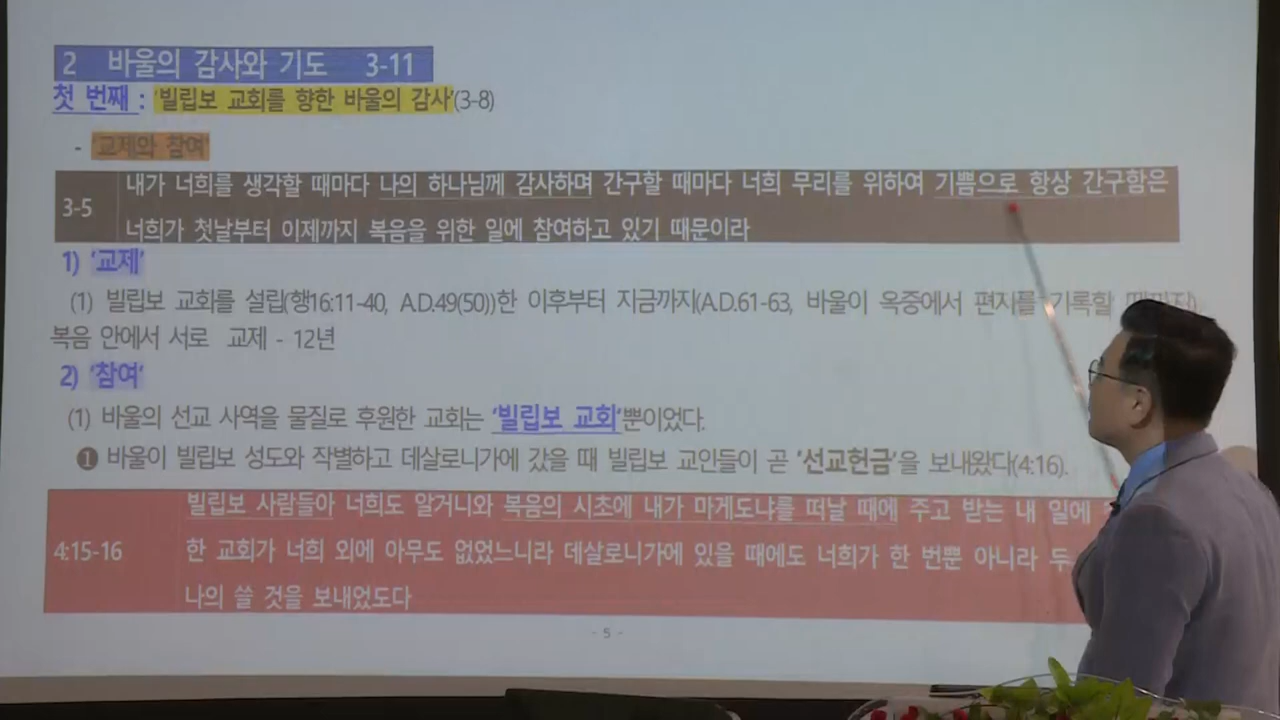 2 바울의 감사와 기도 3-11
첫 번째 : '빌립보 교회를 향한 바울의 감사'(3-8)
- '교제와 참여'
3-5 내가 너희를 생각할 때마다 나의 하나님께 감사하며 간구할 때마다 너희 무리를 위하여 기쁨으로 항상 간구함은
너희가 첫날부터 이제까지 복음을 위한 일에 참여하고 있기 때문이라
1) '교제'
(1) 빌립보 교회를 설립(행16:11-40, A.D.49(50))한 이후부터 지금까지(A.D.61-63, 바울이 옥중에서 편지를 기록할 때까지)
복음 안에서 서로 교제 - 12년
2) '참여'
(1) 바울의 선교 사역을 물질로 후원한 교회는 '빌립보 교회'뿐이었다.
❶ 바울이 빌립보 성도와 작별하고 데살로니가에 갔을 때 빌립보 교인들이 곧 '선교헌금'을 보내왔다(4:16).
빌립보 사람들아 너희도 알거니와 복음의 시초에 내가 마게도냐를 떠날 때에 주고 받는 내 일에
4:15-16 한 교회가 너희 외에 아무도 없었느니라 데살로니가에 있을 때에도 너희가 한 번뿐 아니라 두
나의 쓸 것을 보내었도다
- 5 -